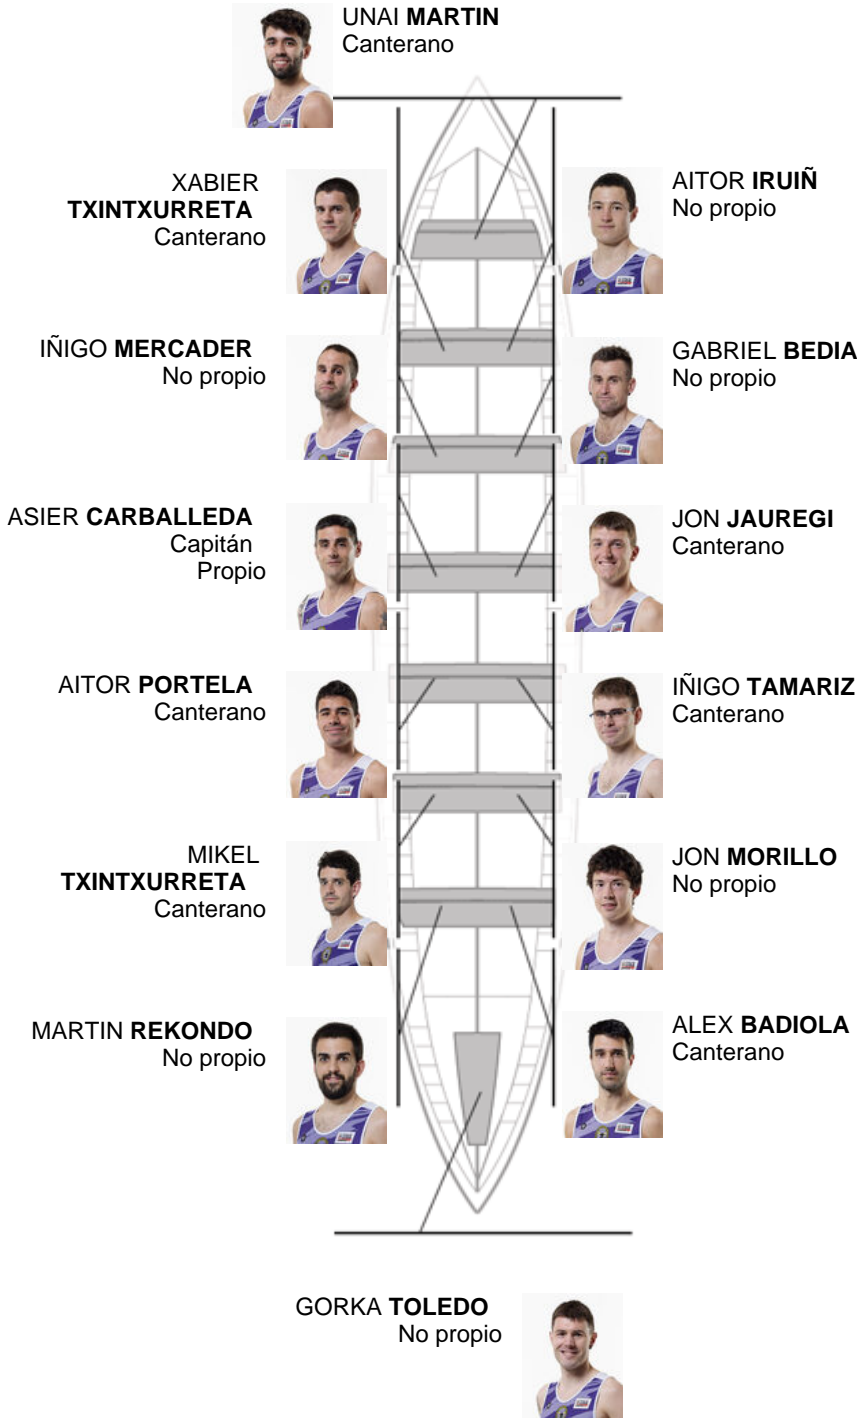 UNAI MARTIN
Canterano
XABIER
TXINTXURRETA
Canterano
AITOR IRUIÑ
No propio
IÑIGO MERCADER
No propio
GABRIEL BEDIA
No propio
ASIER CARBALLEDA
Capitán
Propio
JON JAUREGI
Canterano
AITOR PORTELA
Canterano
IÑIGO TAMARIZ
Canterano
MIKEL
TXINTXURRETA
Canterano
JON MORILLO
No propio
MARTIN REKONDO
No propio
ALEX BADIOLA
Canterano
GORKA TOLEDO
No propio